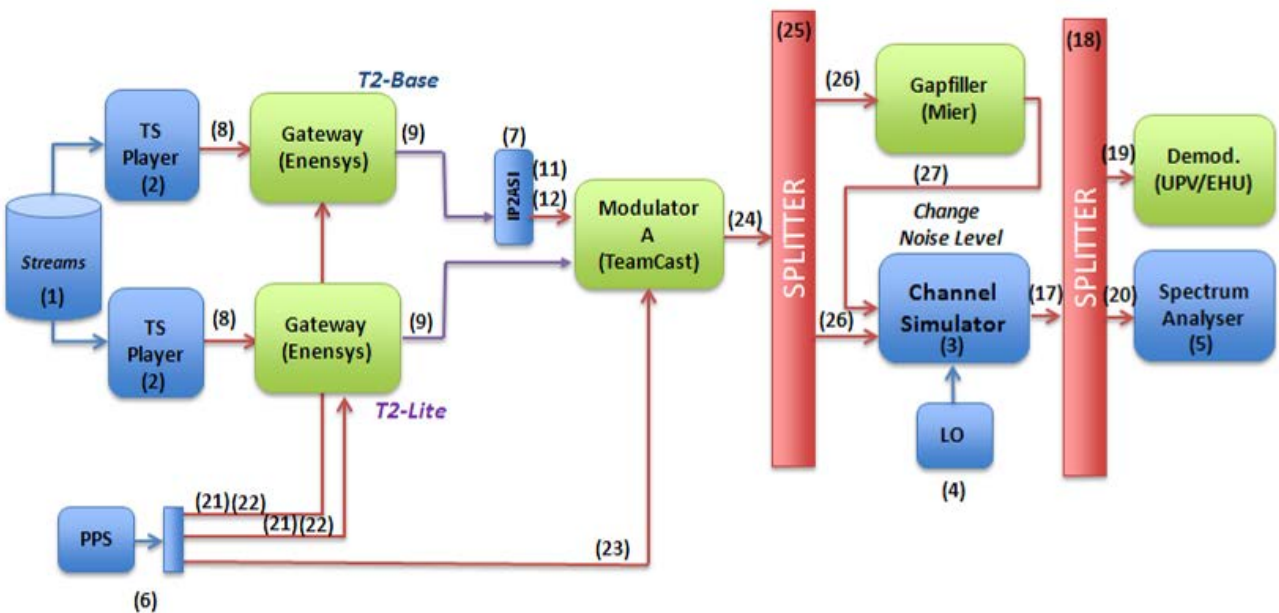 Streams
(1)
TS
Player
(2)
(8)
T2-Base
Gateway
(Enensys)
(9)
TS
Player
(2)
(8)
Gateway
(Enensys)
(9)
T2-Lite
(7)
IP2ASI
(11)
(12)
Modulator
A
(TeamCast)
(24)
PPS
(6)
(21)(22)
(21)(22)
(23)
(25)
SPLITTER
(26)
Gapfiller
(Mier)
(27)
Change
Noise Level
(26)
Channel
Simulator
(3)
(17)
LO
(4)
(18)
SPLITTER
(19)
Demod.
(UPV/EHU)
(20)
Spectrum
Analyser
(5)